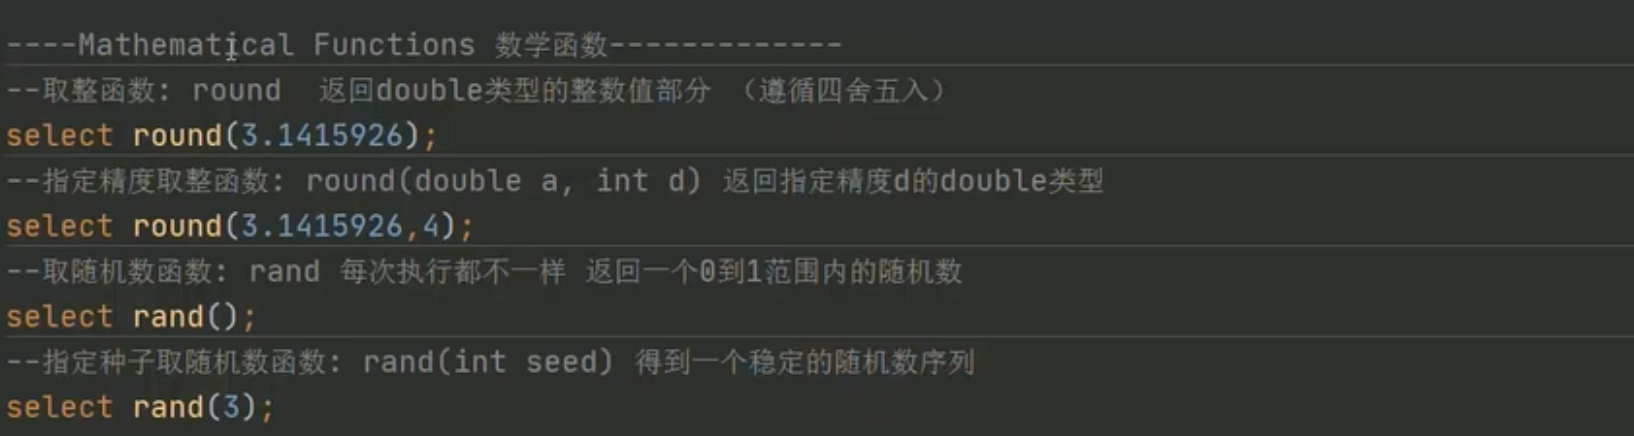 ----Mathematical Functions 数学函数-------------
--取整函数: round  返回double类型的整数值部分 （遵循四舍五入）
select round(3.1415926);
--指定精度取整函数: round(double a, int d) 返回指定精度d的double类型
select round(3.1415926,4);
--取随机数函数: rand 每次执行都不一样 返回一个0到1范围内的随机数
select rand();
--指定种子取随机数函数: rand(int seed) 得到一个稳定的随机数序列
select rand(3);